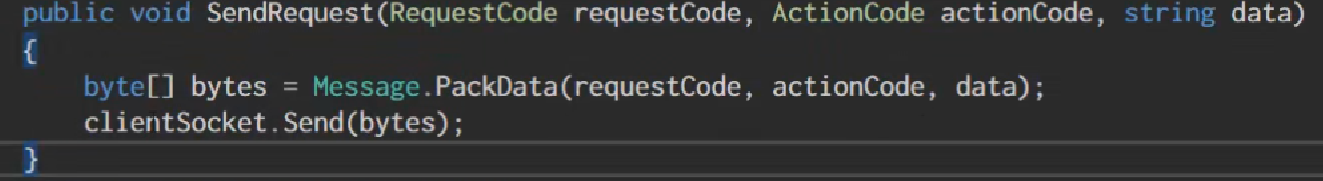 public void SendRequest(RequestCode requestCode, ActionCode actionCode, string data)
{
byte[] bytes = Message.PackData(requestCode, actionCode, data);
clientSocket.Send(bytes);
}